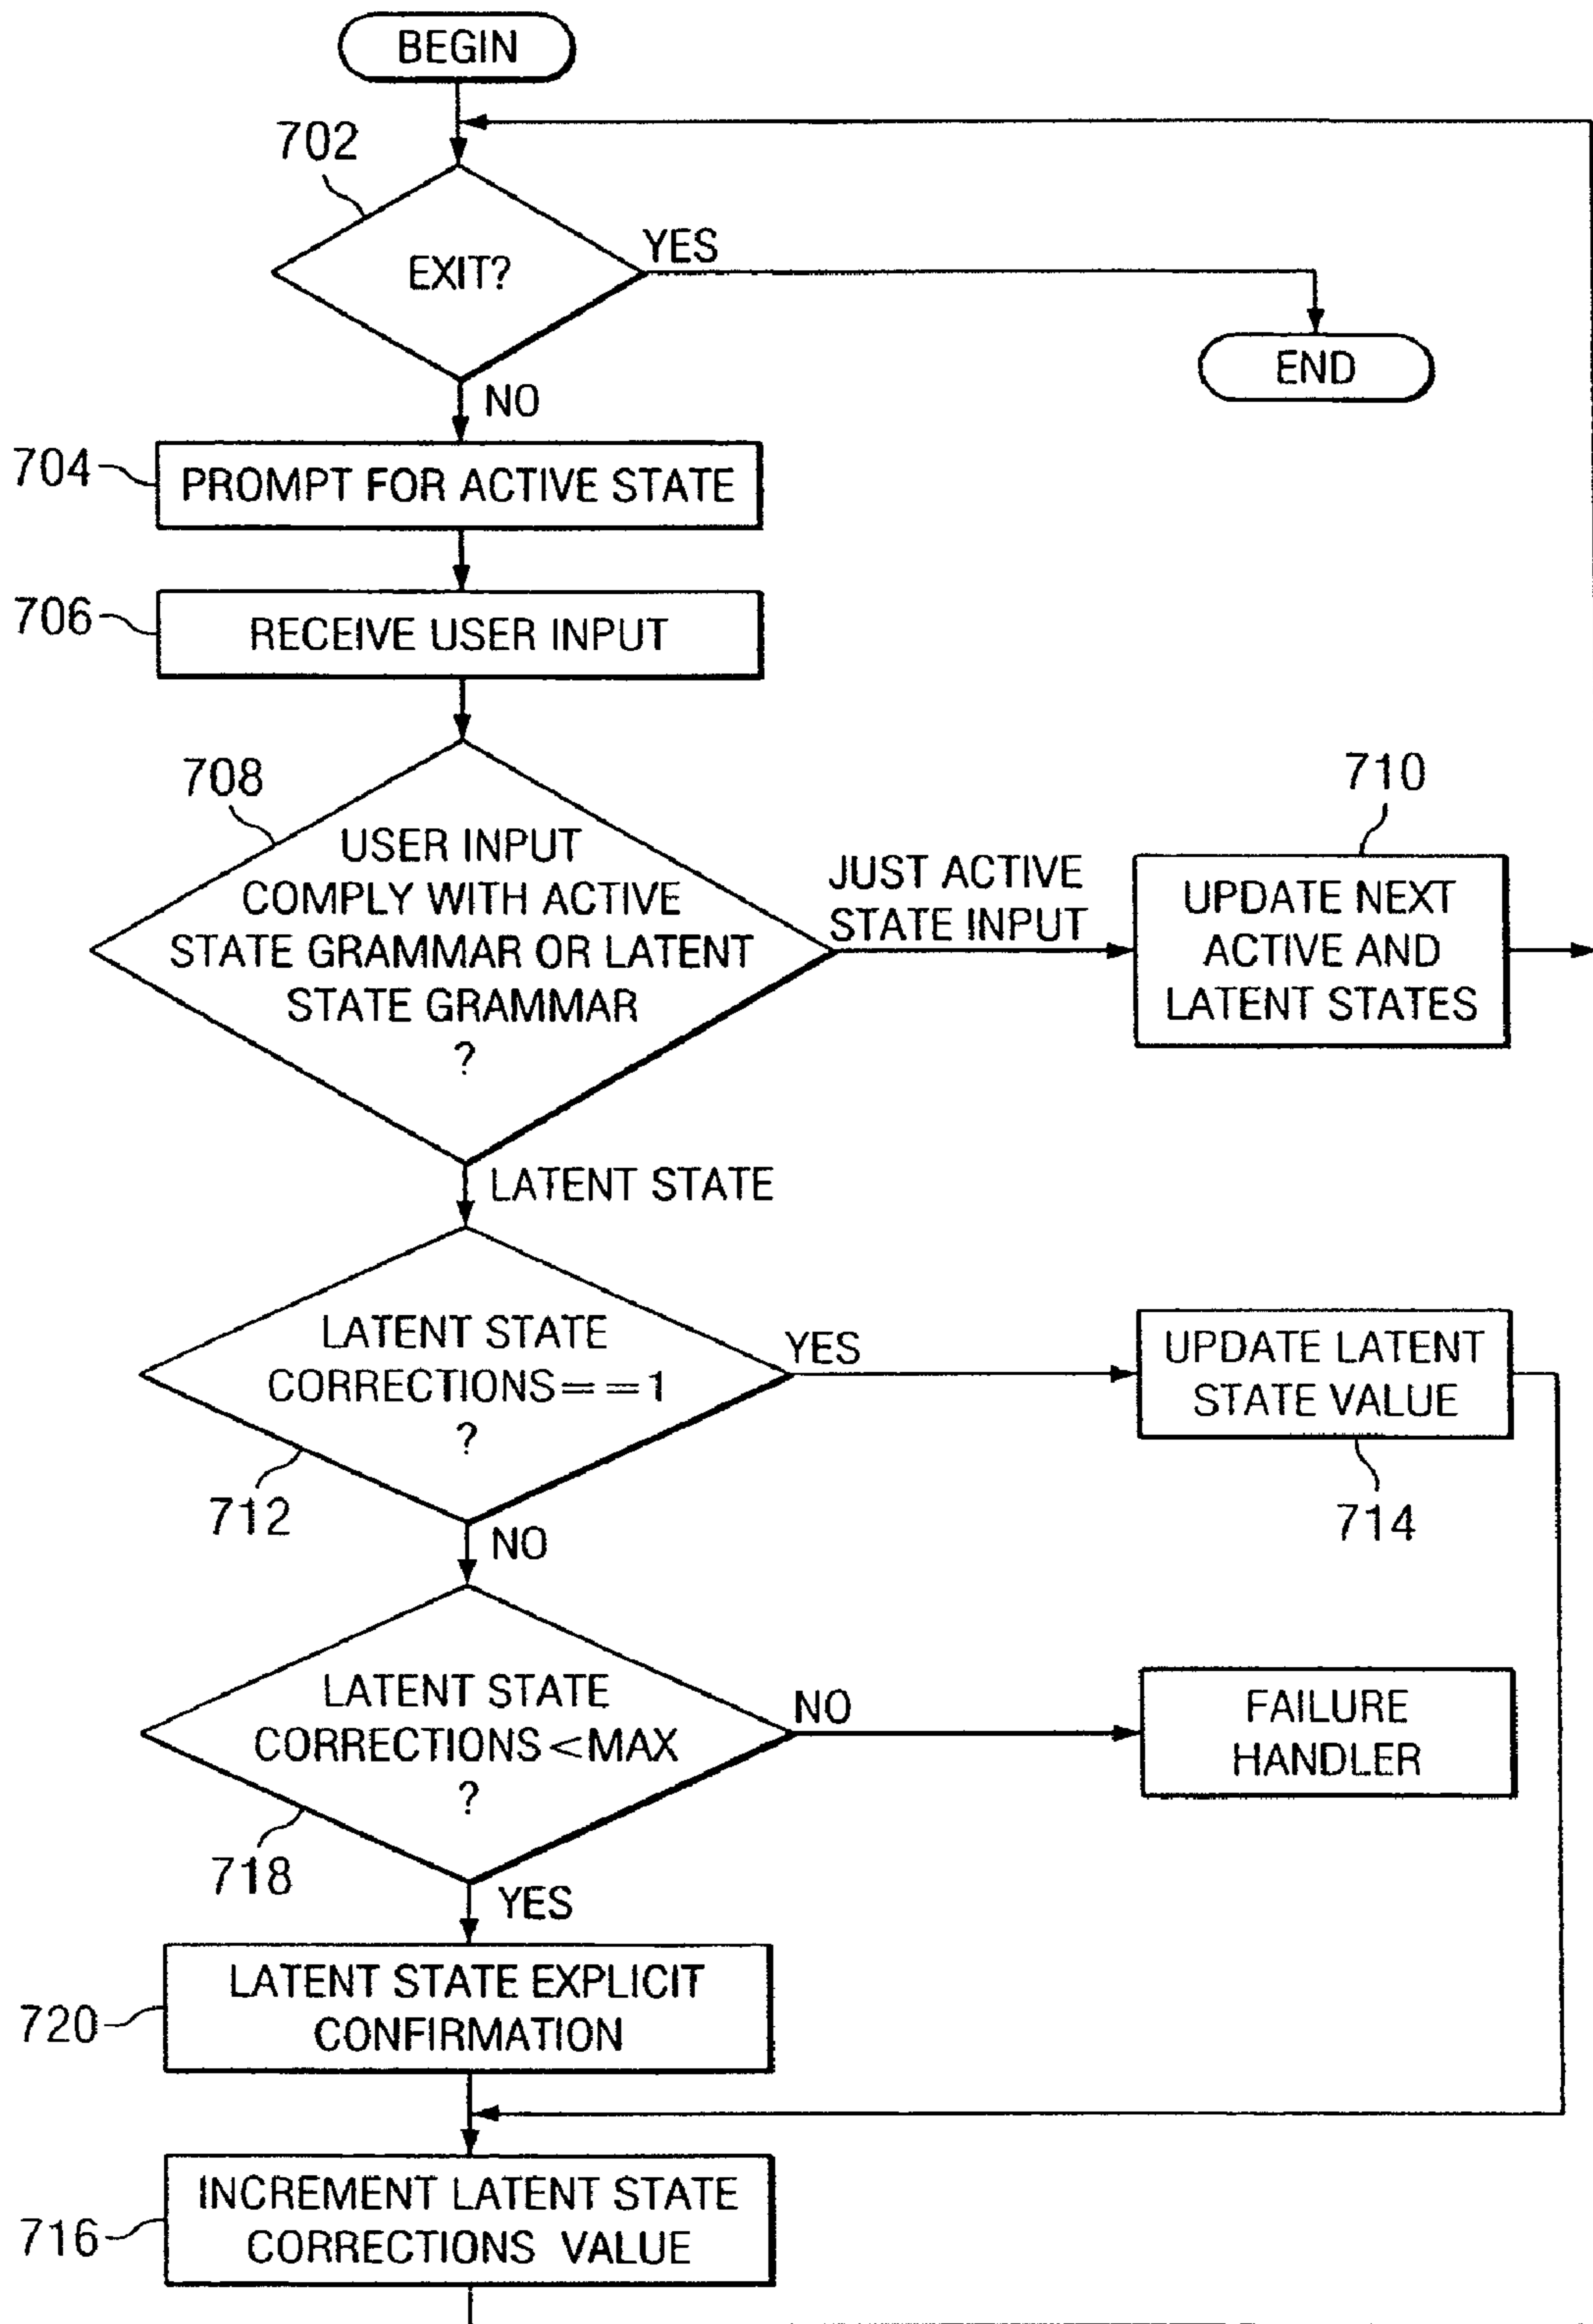 BEGIN
702
EXIT?
YES
END
NO
704
PROMPT FOR ACTIVE STATE
706
RECEIVE USER INPUT
708
USER INPUT
COMPLY WITH ACTIVE
STATE GRAMMAR OR LATENT
STATE GRAMMAR
?
JUST ACTIVE
STATE INPUT
710
UPDATE NEXT
ACTIVE AND
LATENT STATES
LATENT STATE
LATENT STATE
CORRECTIONS==1
?
712
YES
UPDATE LATENT
STATE VALUE
714
NO
LATENT STATE
CORRECTIONS<MAX
?
718
NO
FAILURE
HANDLER
YES
720
LATENT STATE EXPLICIT
CONFIRMATION
716
INCREMENT LATENT STATE
CORRECTIONS VALUE